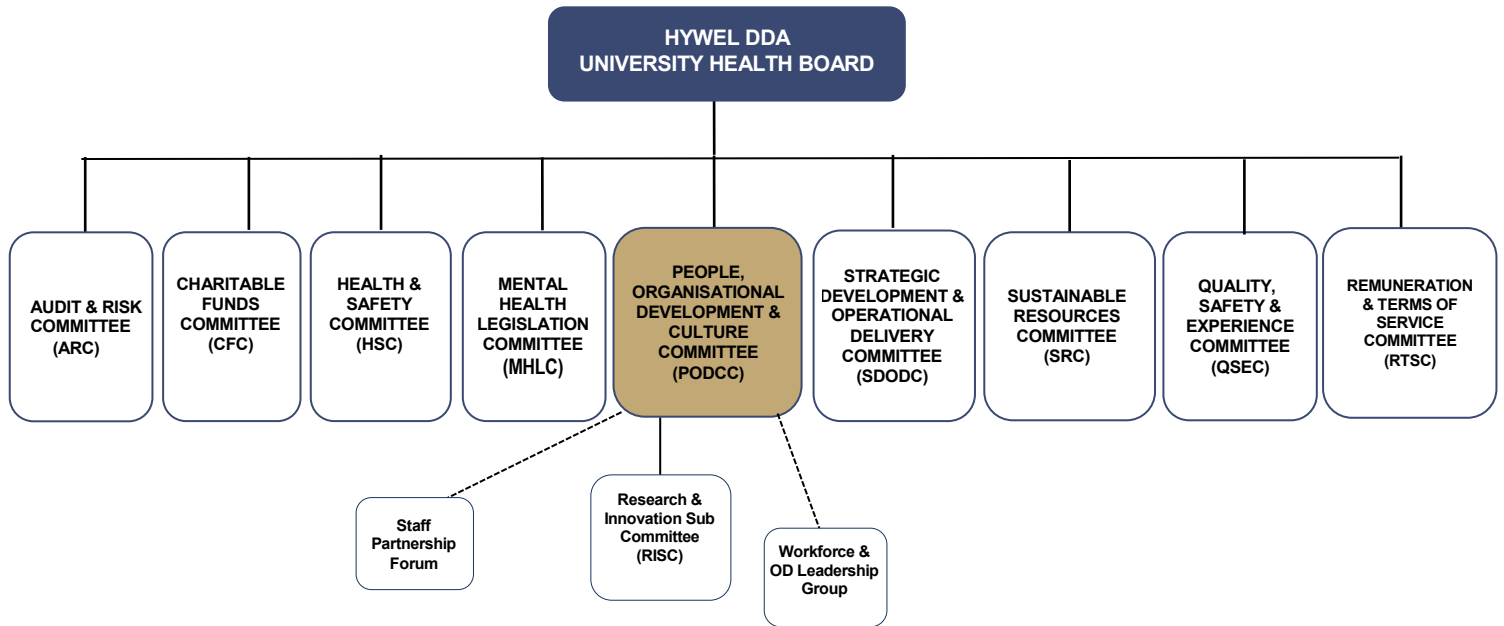 HYWEL DDA
UNIVERSITY HEALTH BOARD
AUDIT & RISK
COMMITTEE
(ARC)
CHARITABLE
FUNDS
COMMITTEE
(CFC)
HEALTH &
SAFETY
COMMITTEE
(HSC)
MENTAL
HEALTH
LEGISLATION
COMMITTEE
(MHLC)
PEOPLE,
ORGANISATIONAL
DEVELOPMENT &
CULTURE
COMMITTEE
(PODCC)
STRATEGIC
DEVELOPMENT &
OPERATIONAL
DELIVERY
COMMITTEE
(SDODC)
SUSTAINABLE
RESOURCES
COMMITTEE
(SRC)
QUALITY,
SAFETY &
EXPERIENCE
COMMITTEE
(QSEC)
REMUNERATION
& TERMS OF
SERVICE
COMMITTEE
(RTSC)
Staff
Partnership
Forum
Research &
Innovation Sub
Committee
(RISC)
Workforce &
OD Leadership
Group